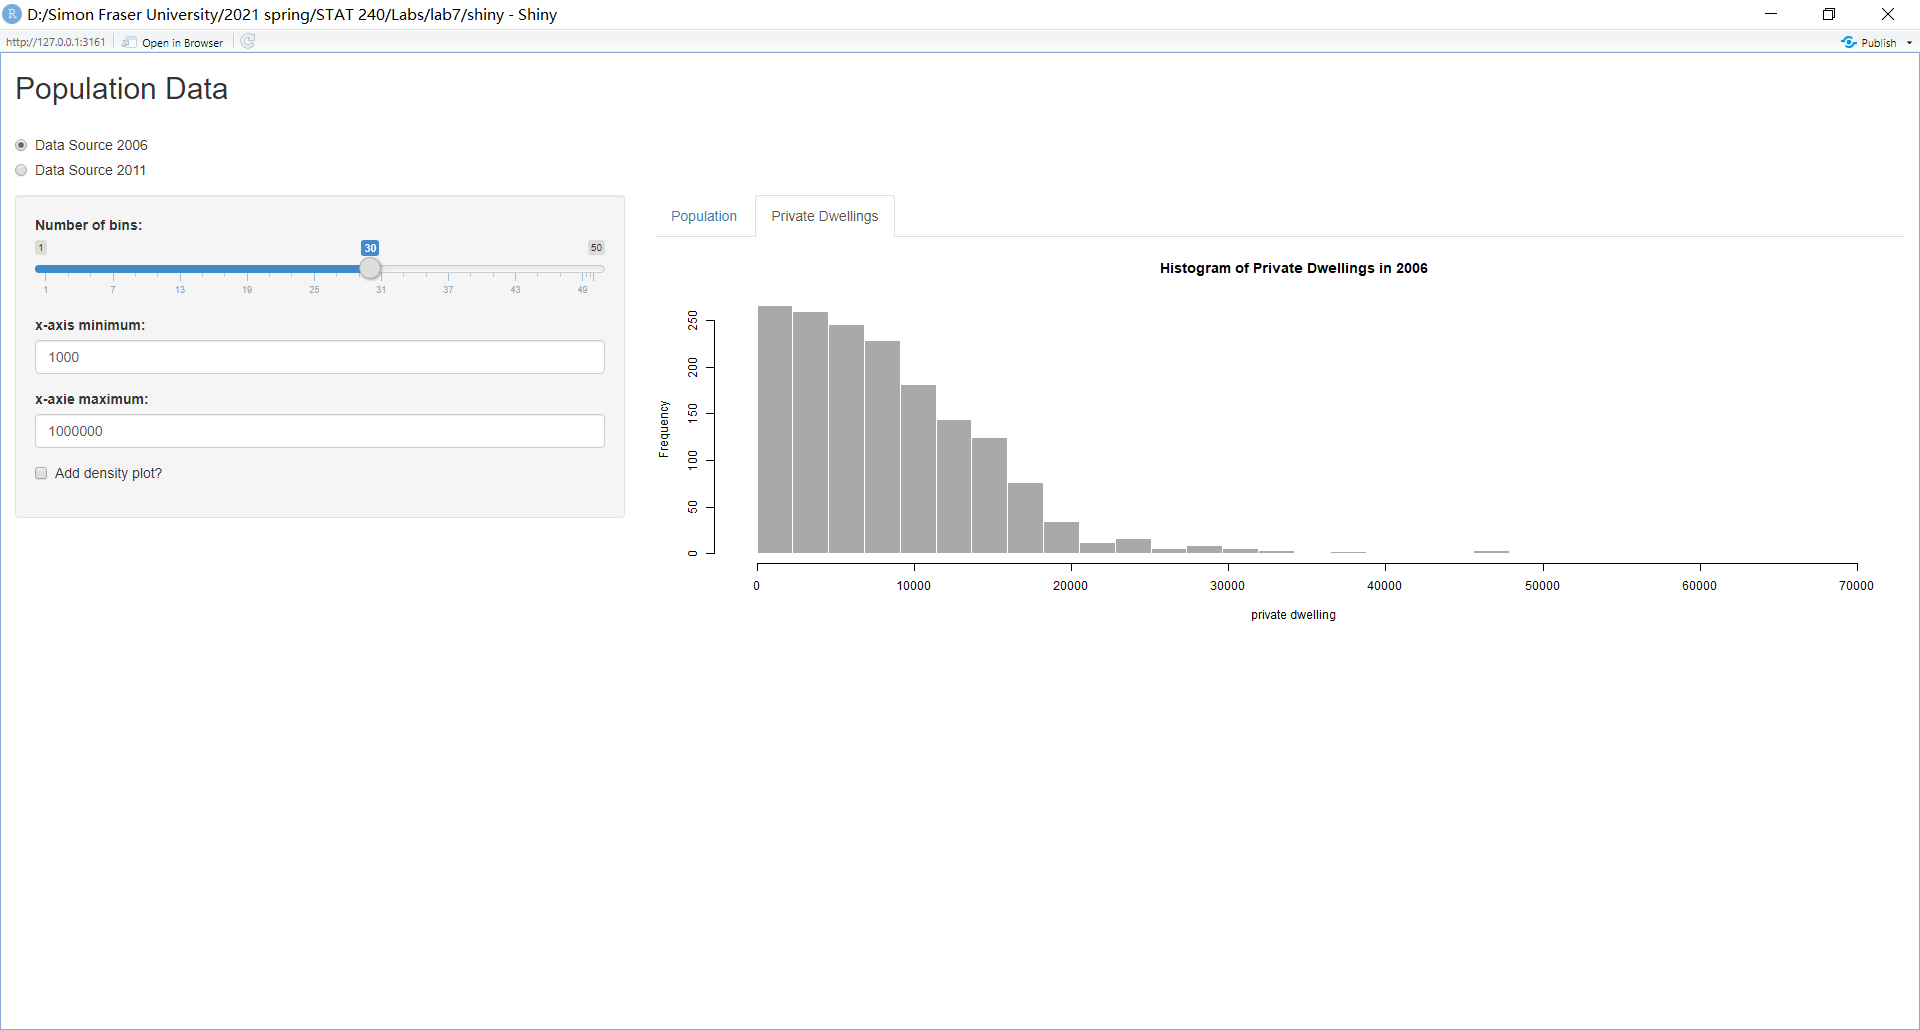 R D:/Simon Fraser University/2021 spring/STAT 240/Labs/lab7/shiny - Shiny
http://127.0.0.1:3161 Open in Browser Publish
Population Data
Data Source 2006
Data Source 2011
Number of bins:
1 30 50
1 7 13 19 25 31 37 43 49
x-axis minimum:
1000
x-axie maximum:
1000000
Add density plot?
Population Private Dwellings
Histogram of Private Dwellings in 2006
Frequency
250
200
150
100
50
0
0 10000 20000 30000 40000 50000 60000 70000
private dwelling